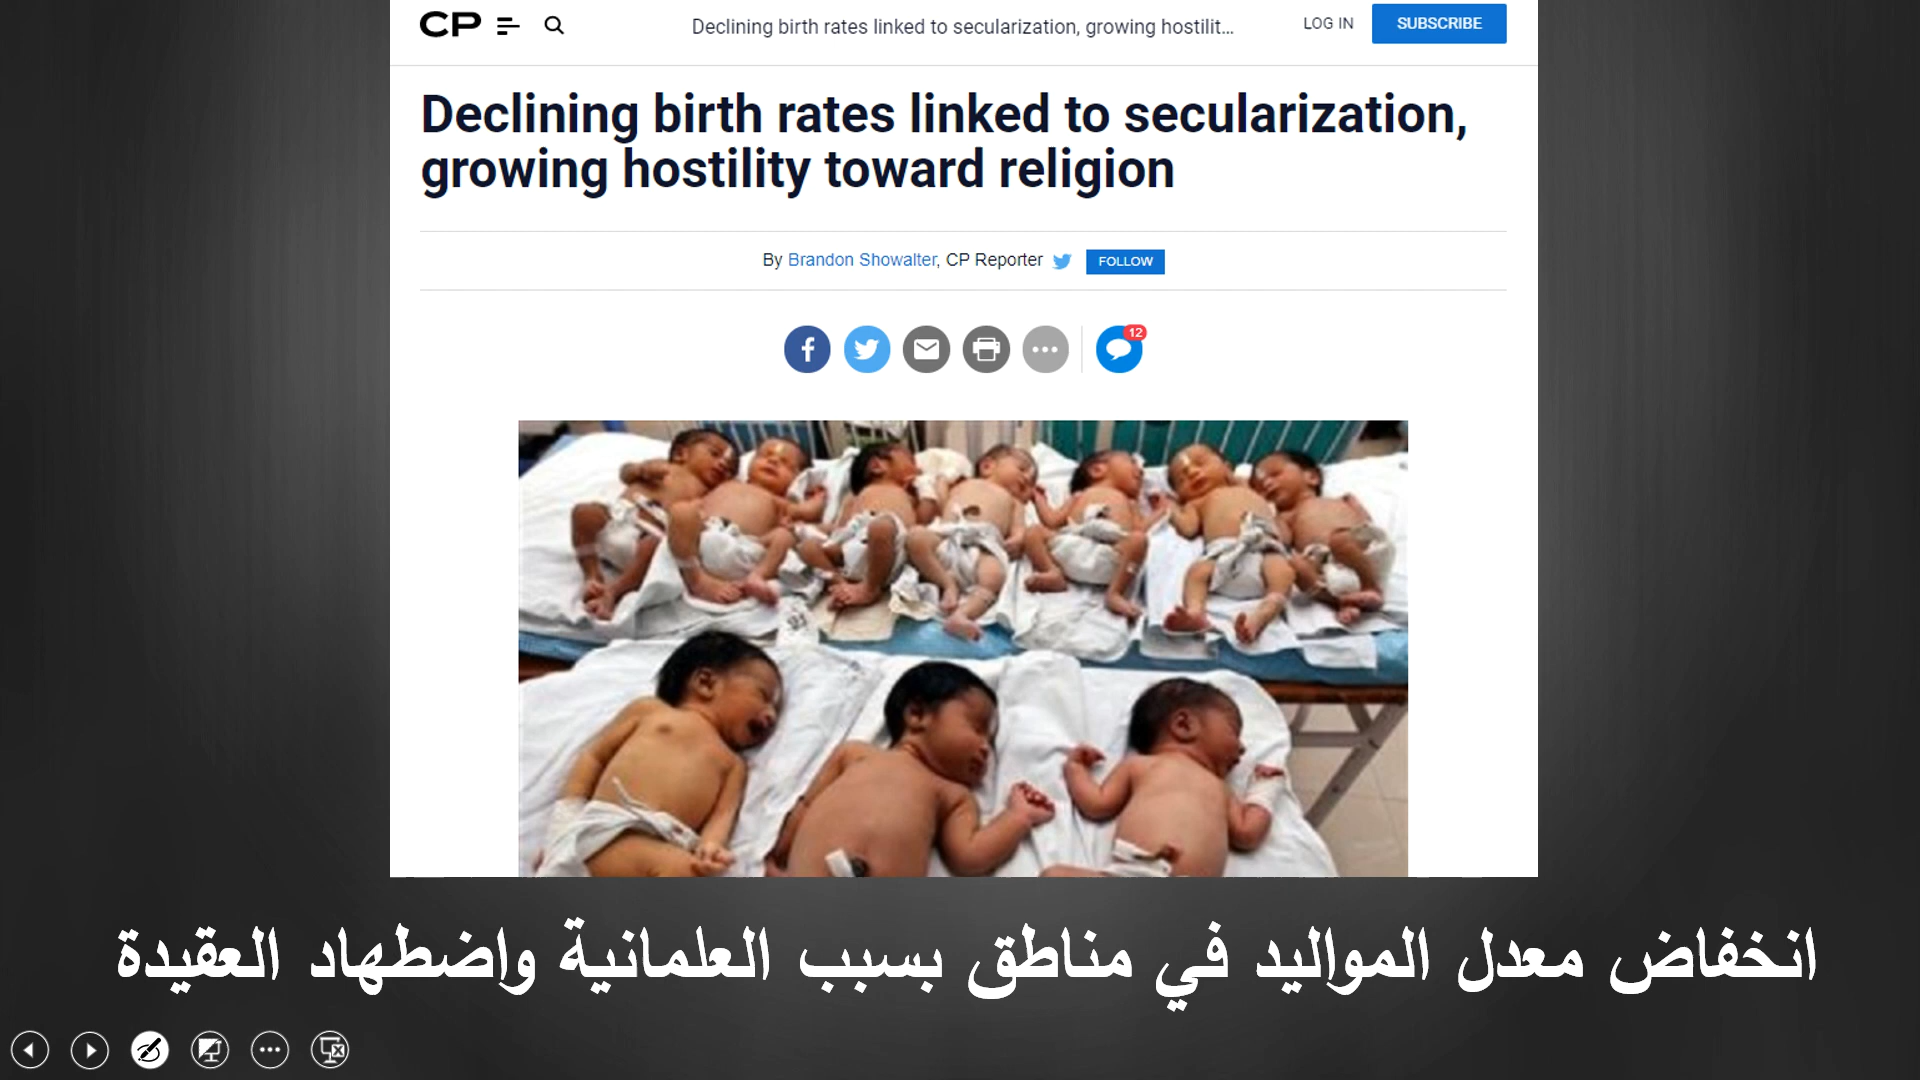 CP
Declining birth rates linked to secularization, growing hostilit...
LOG IN
SUBSCRIBE
Declining birth rates linked to secularization,
growing hostility toward religion
By Brandon Showalter, CP Reporter
FOLLOW
12
انخفاض معدل المواليد في مناطق بسبب العلمانية واضطهاد العقيدة